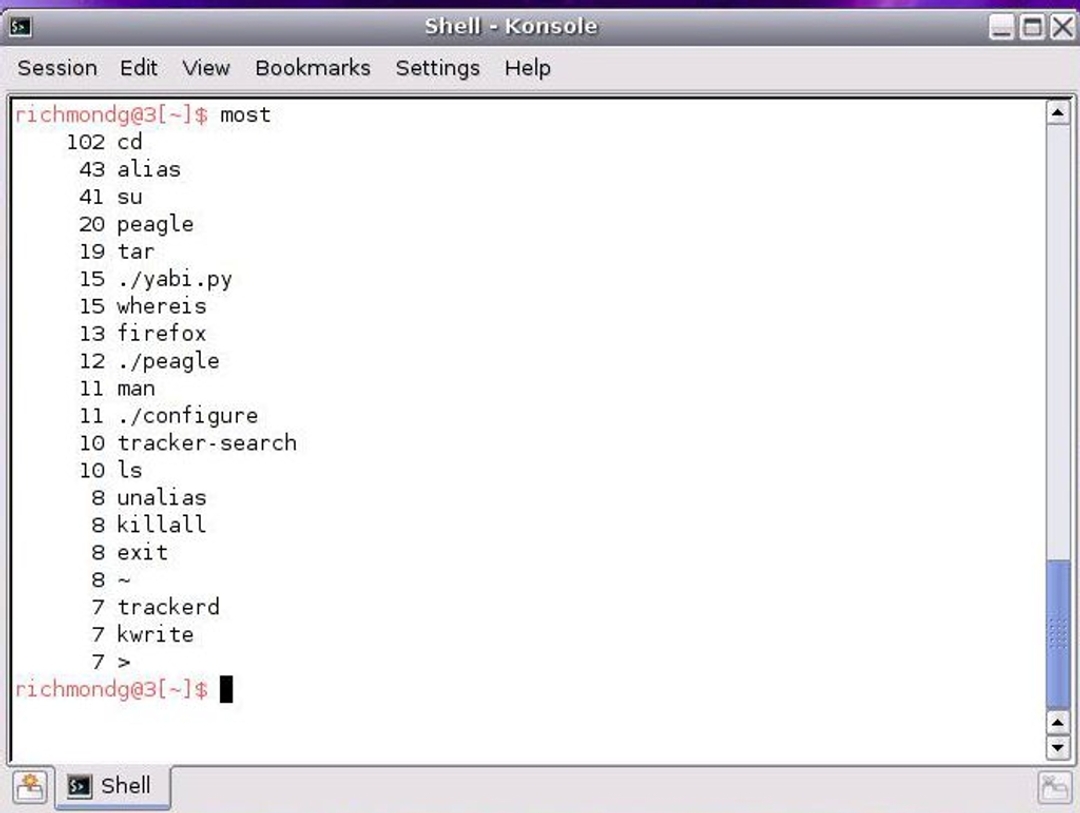 Shell - Konsole
Session Edit View Bookmarks Settings Help
richmondg@3[~]$ most
102 cd
43 alias
41 su
20 peagle
19 tar
15 ./yabi.py
15 whereis
13 firefox
12 ./peagle
11 man
11 ./configure
10 tracker-search
10 ls
8 unalias
8 killall
8 exit
8 ~
7 trackerd
7 kwrite
7 >
richmondg@3[~]$
Shell